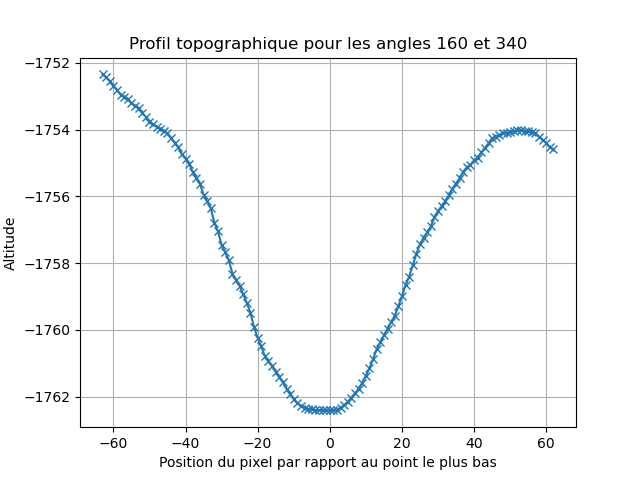 Profil topographique pour les angles 160 et 340
−1752
−1754
−1756
−1758
−1760
−1762
Altitude
−60 −40 −20 0 20 40 60
Position du pixel par rapport au point le plus bas